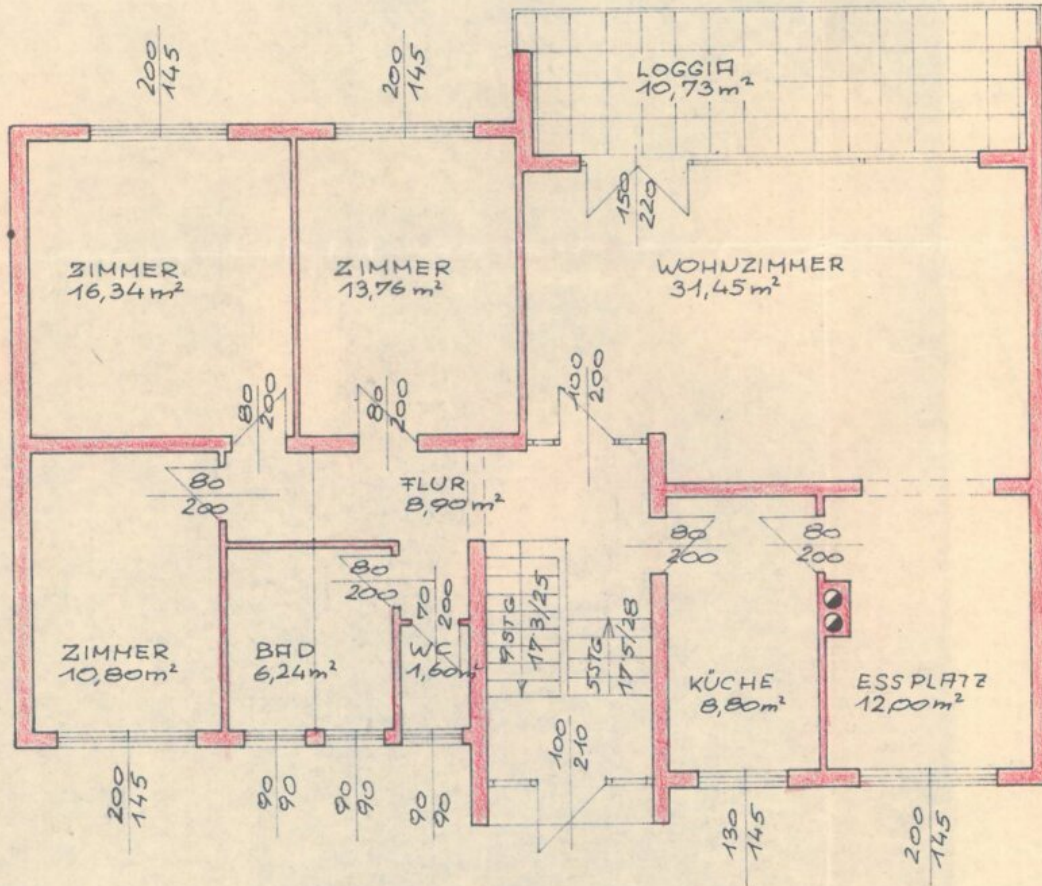 200
145
200
145
LOGGIA
10,73 m²
150
220
ZIMMER
16,34 m²
ZIMMER
13,76 m²
WOHNZIMMER
31,45 m²
80
200
80
200
100
200
80
200
FLUR
8,90 m²
80
200
80
200
80
200
70
200
9 STG
17 3/25
5 STG
17 5/28
ZIMMER
10,80 m²
BAD
6,24 m²
WC
1,60 m²
KÜCHE
8,80 m²
ESSPLATZ
12,00 m²
100
210
200
145
90
90
90
90
90
90
130
145
200
145